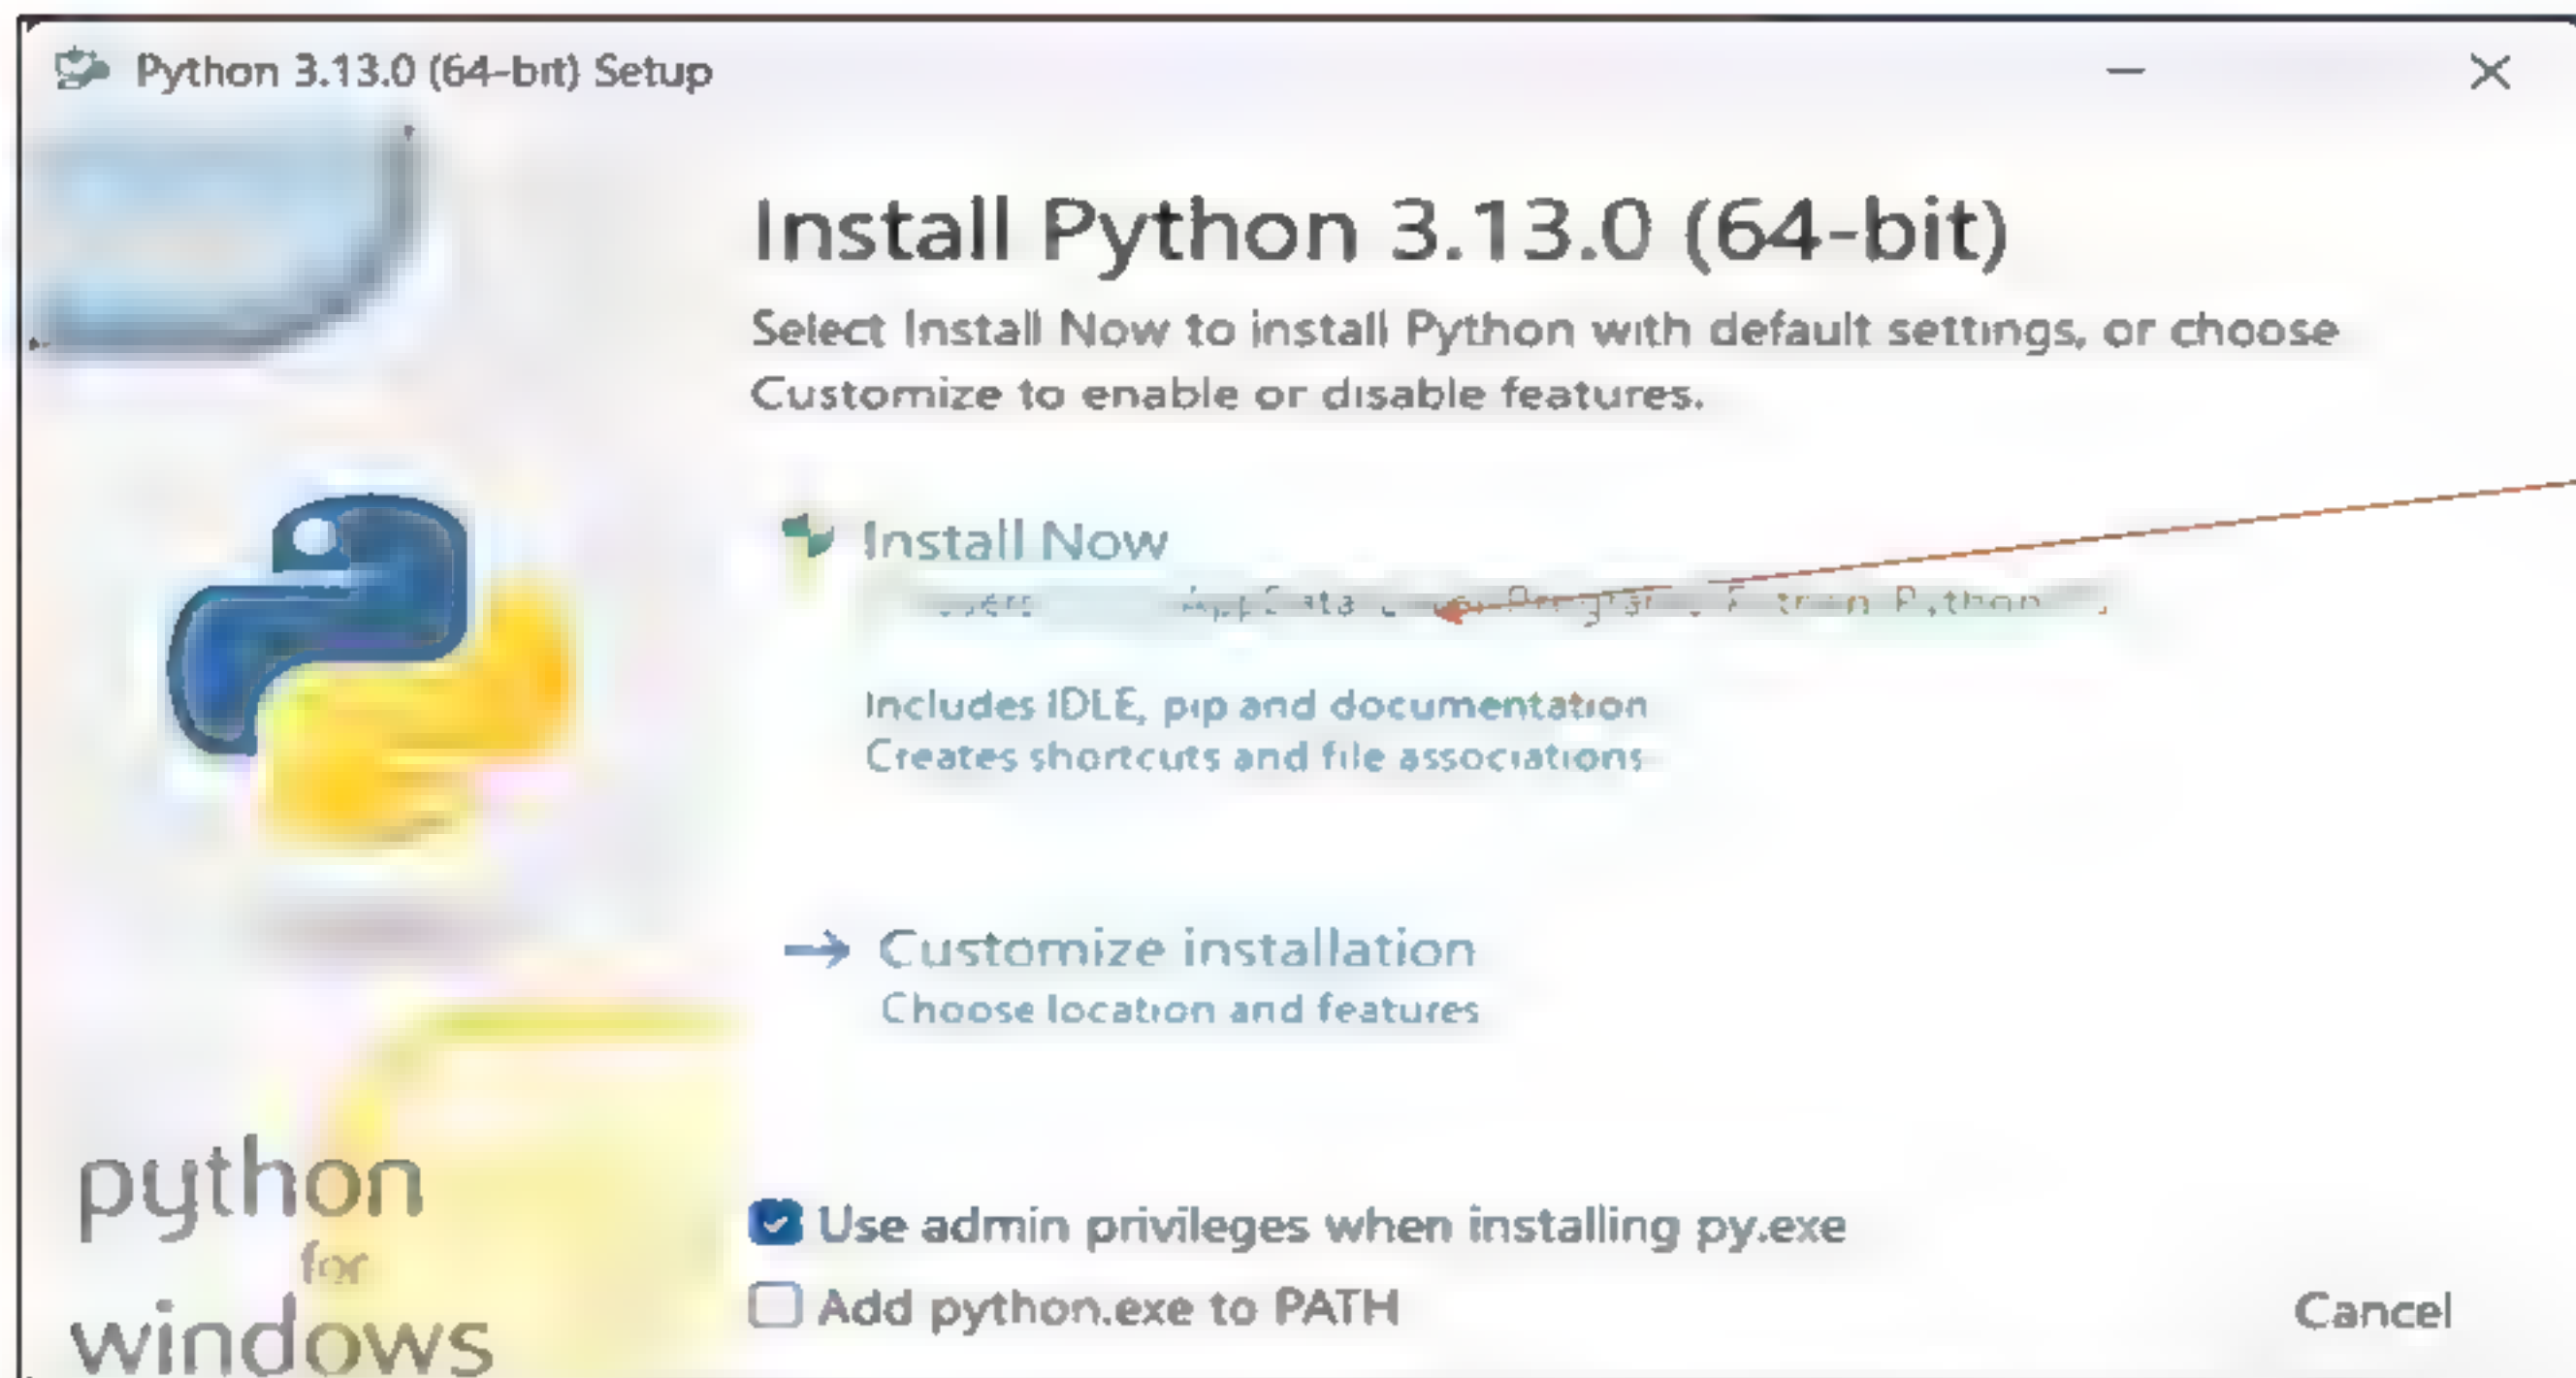 Python 3.13.0 (64-bit) Setup
Install Python 3.13.0 (64-bit)
Select Install Now to install Python with default settings, or choose
Customize to enable or disable features.
Install Now
Includes IDLE, pip and documentation
Creates shortcuts and file associations
Customize installation
Choose location and features
python
for
windows
Use admin privileges when installing py.exe
Add python.exe to PATH
Cancel